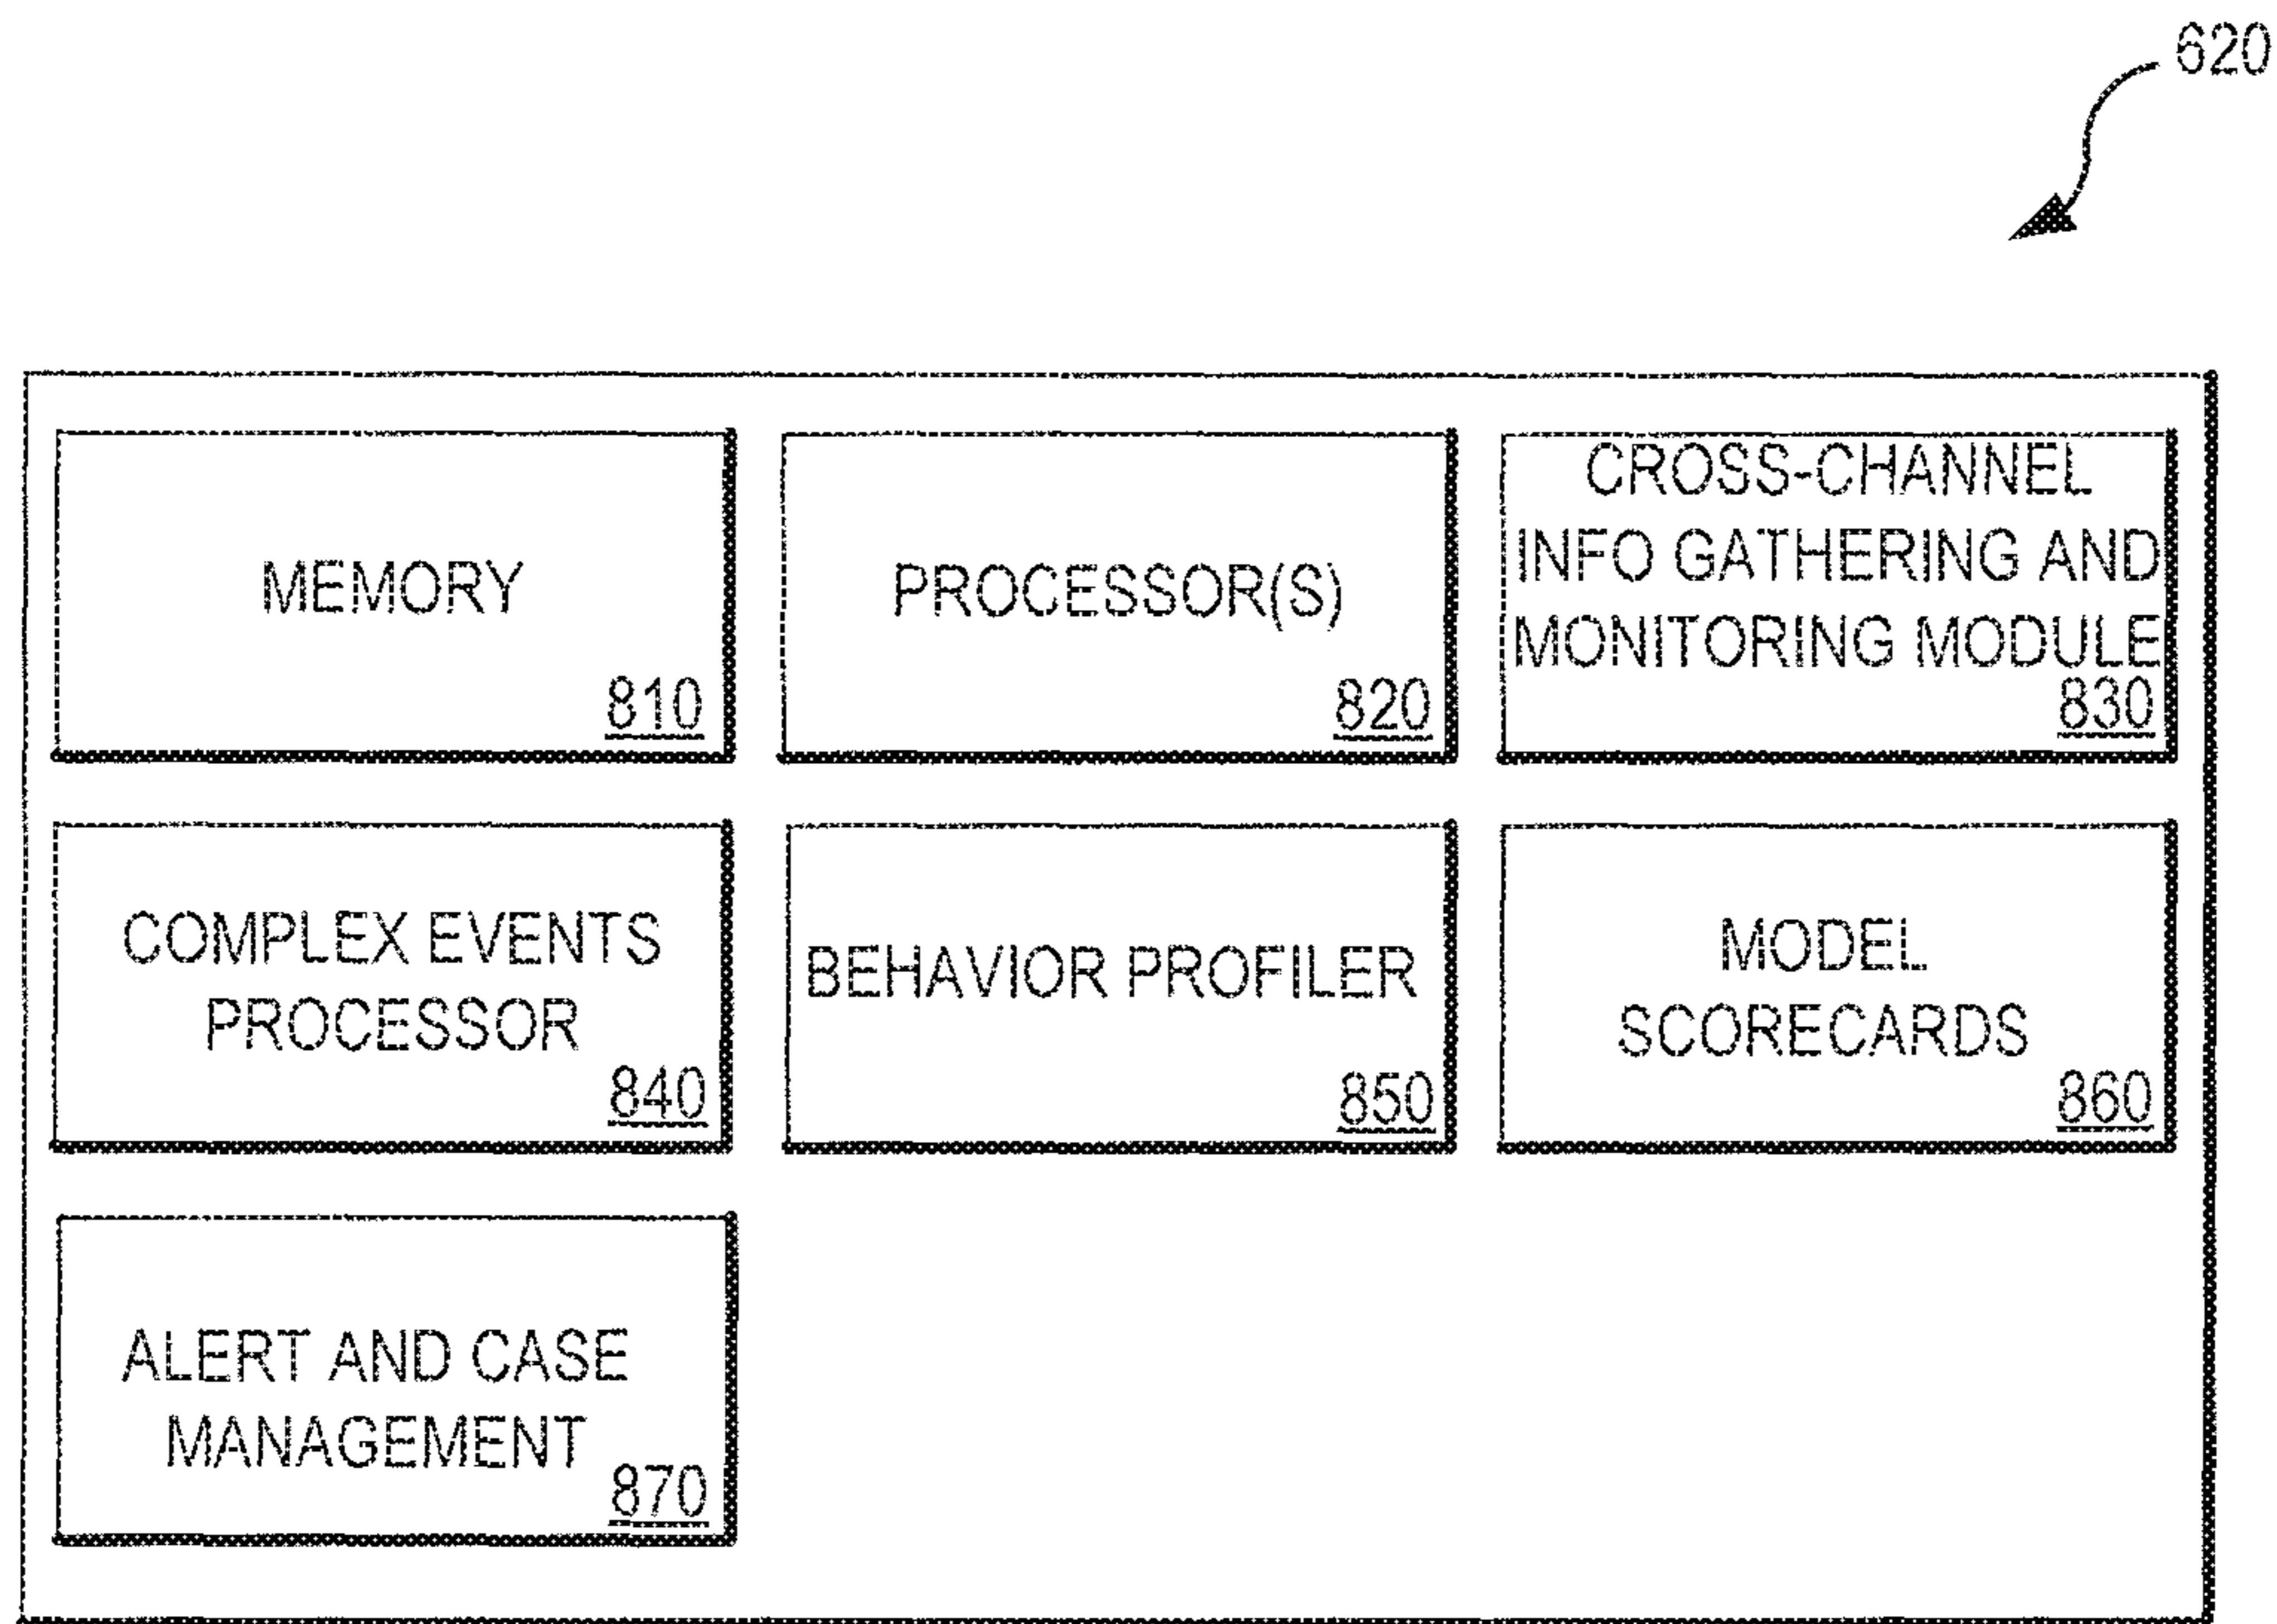 620
MEMORY
810
PROCESSOR(S)
820
CROSS-CHANNEL
INFO GATHERING AND
MONITORING MODULE
830
COMPLEX EVENTS
PROCESSOR
840
BEHAVIOR PROFILER
850
MODEL
SCORECARDS
860
ALERT AND CASE
MANAGEMENT
870